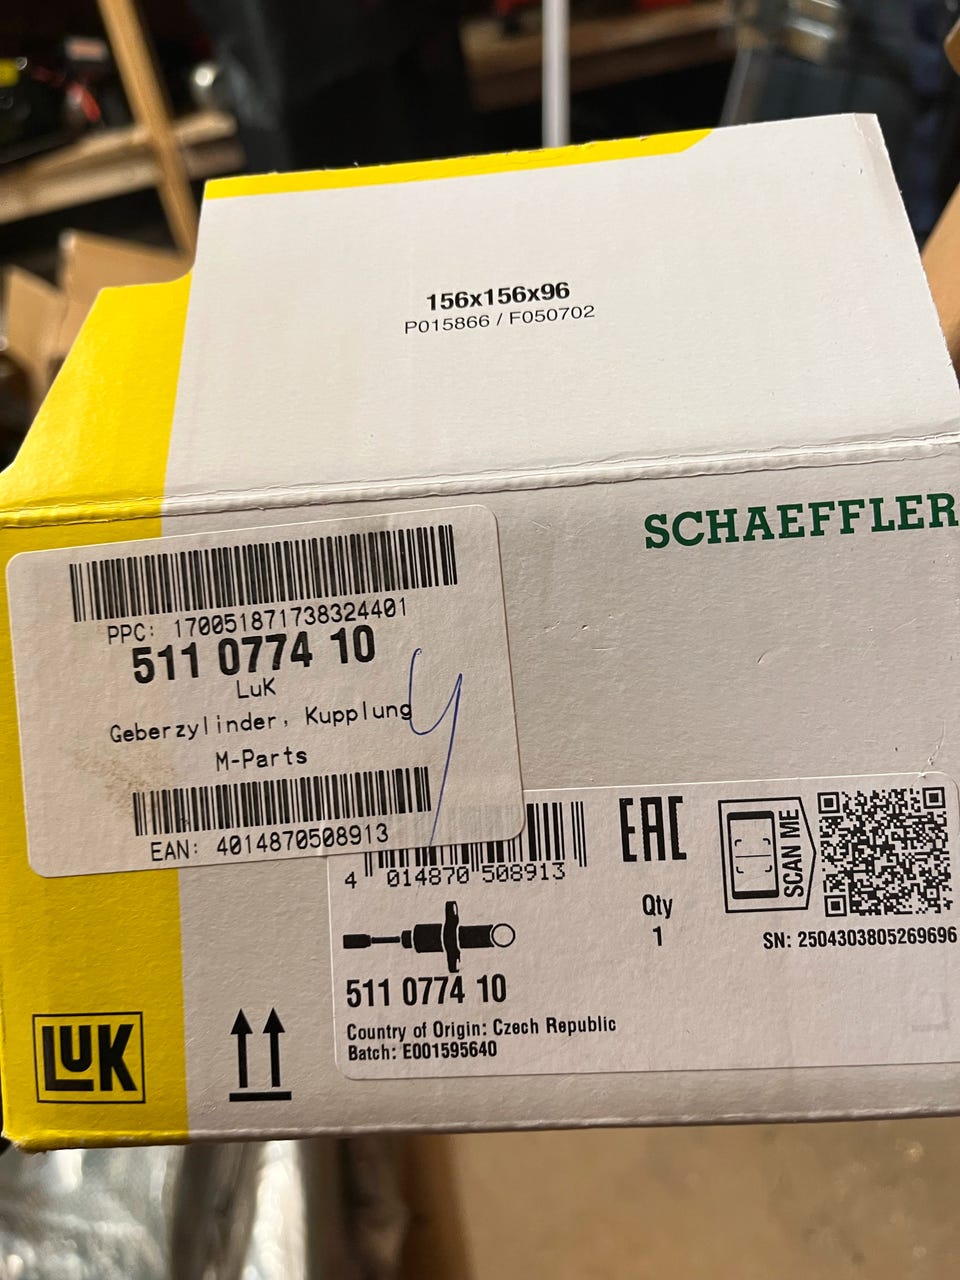 156x156x96
P015866 / F050702
SCHAEFFLER
PPC: 170051871738324401
511 0774 10
LuK
Geberzylinder, Kupplung
M-Parts
EAN: 4014870508913
4 014870 508913
EAC
Qty
1
SCAN ME
SN: 2504303805269696
511 0774 10
Country of Origin: Czech Republic
Batch: E001595640
LUK